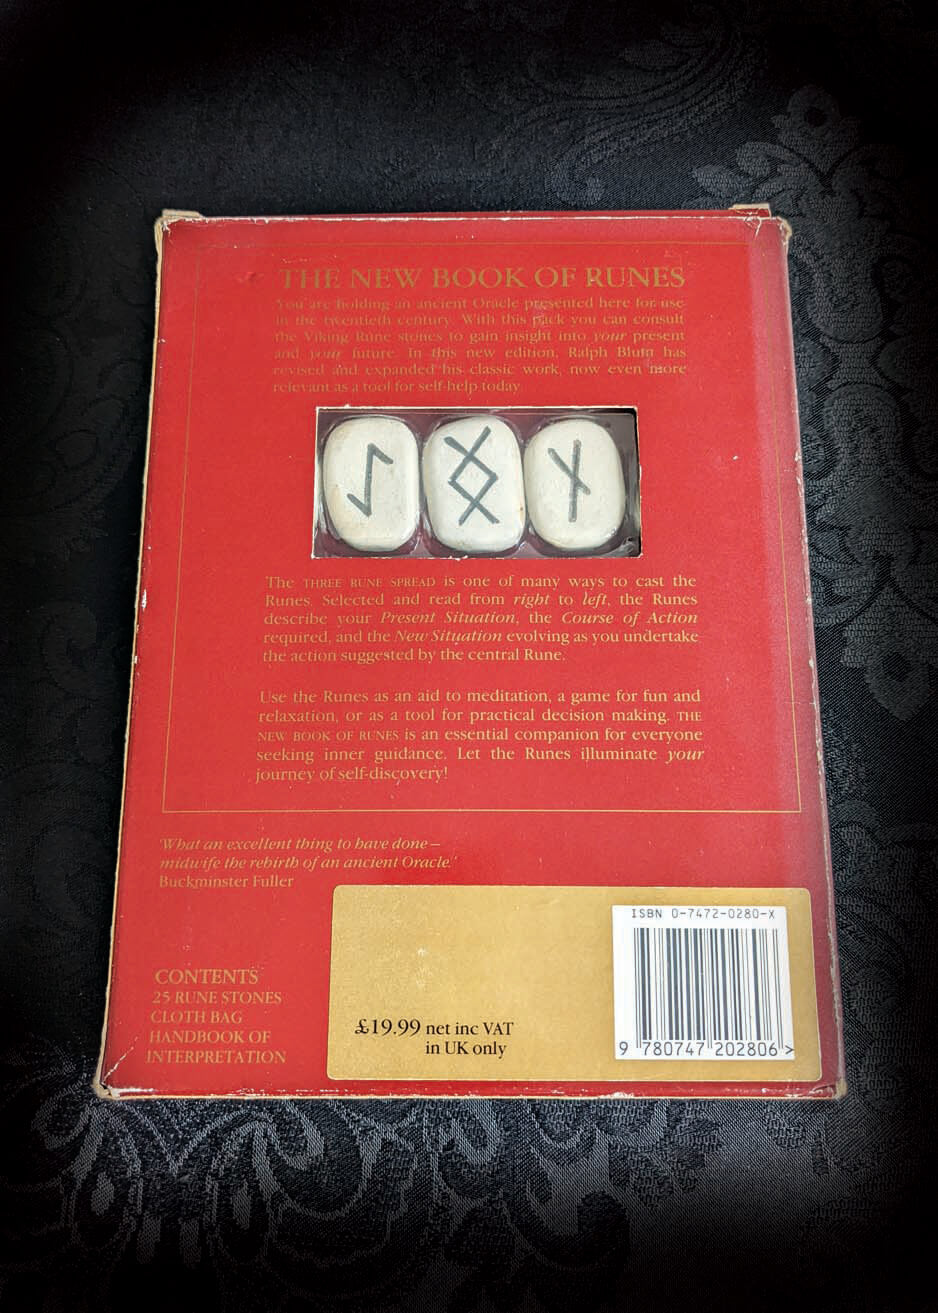 THE NEW BOOK OF RUNES
You are holding an ancient Oracle presented here for use
in the twentieth century. With this pack you can consult
the Viking Rune stones to gain insight into your present
and your future. In this new edition, Ralph Blum has
revised and expanded his classic work, now even more
relevant as a tool for self-help today.
ᛇ ᛝ ᚾ
The THREE RUNE SPREAD is one of many ways to cast the
Runes. Selected and read from right to left, the Runes
describe your Present Situation, the Course of Action
required, and the New Situation evolving as you undertake
the action suggested by the central Rune.
Use the Runes as an aid to meditation, a game for fun and
relaxation, or as a tool for practical decision making. THE
NEW BOOK OF RUNES is an essential companion for everyone
seeking inner guidance. Let the Runes illuminate your
journey of self-discovery!
'What an excellent thing to have done –
midwife the rebirth of an ancient Oracle.'
Buckminster Fuller
CONTENTS
25 RUNE STONES
CLOTH BAG
HANDBOOK OF
INTERPRETATION
£19.99 net inc VAT
in UK only
ISBN 0-7472-0280-X
9 780747 202806 >